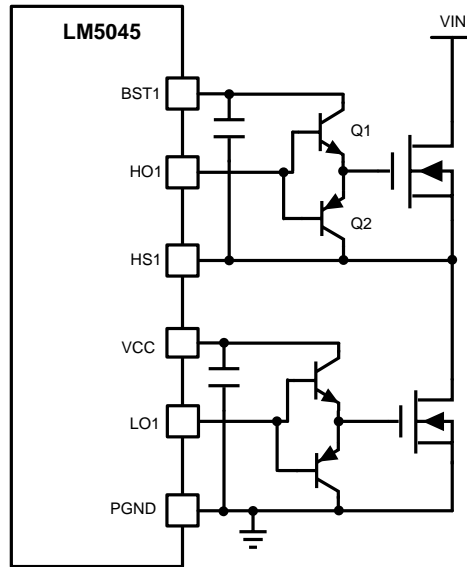 LM5045
VIN
BST1
Q1
HO1
Q2
HS1
VCC
LO1
PGND